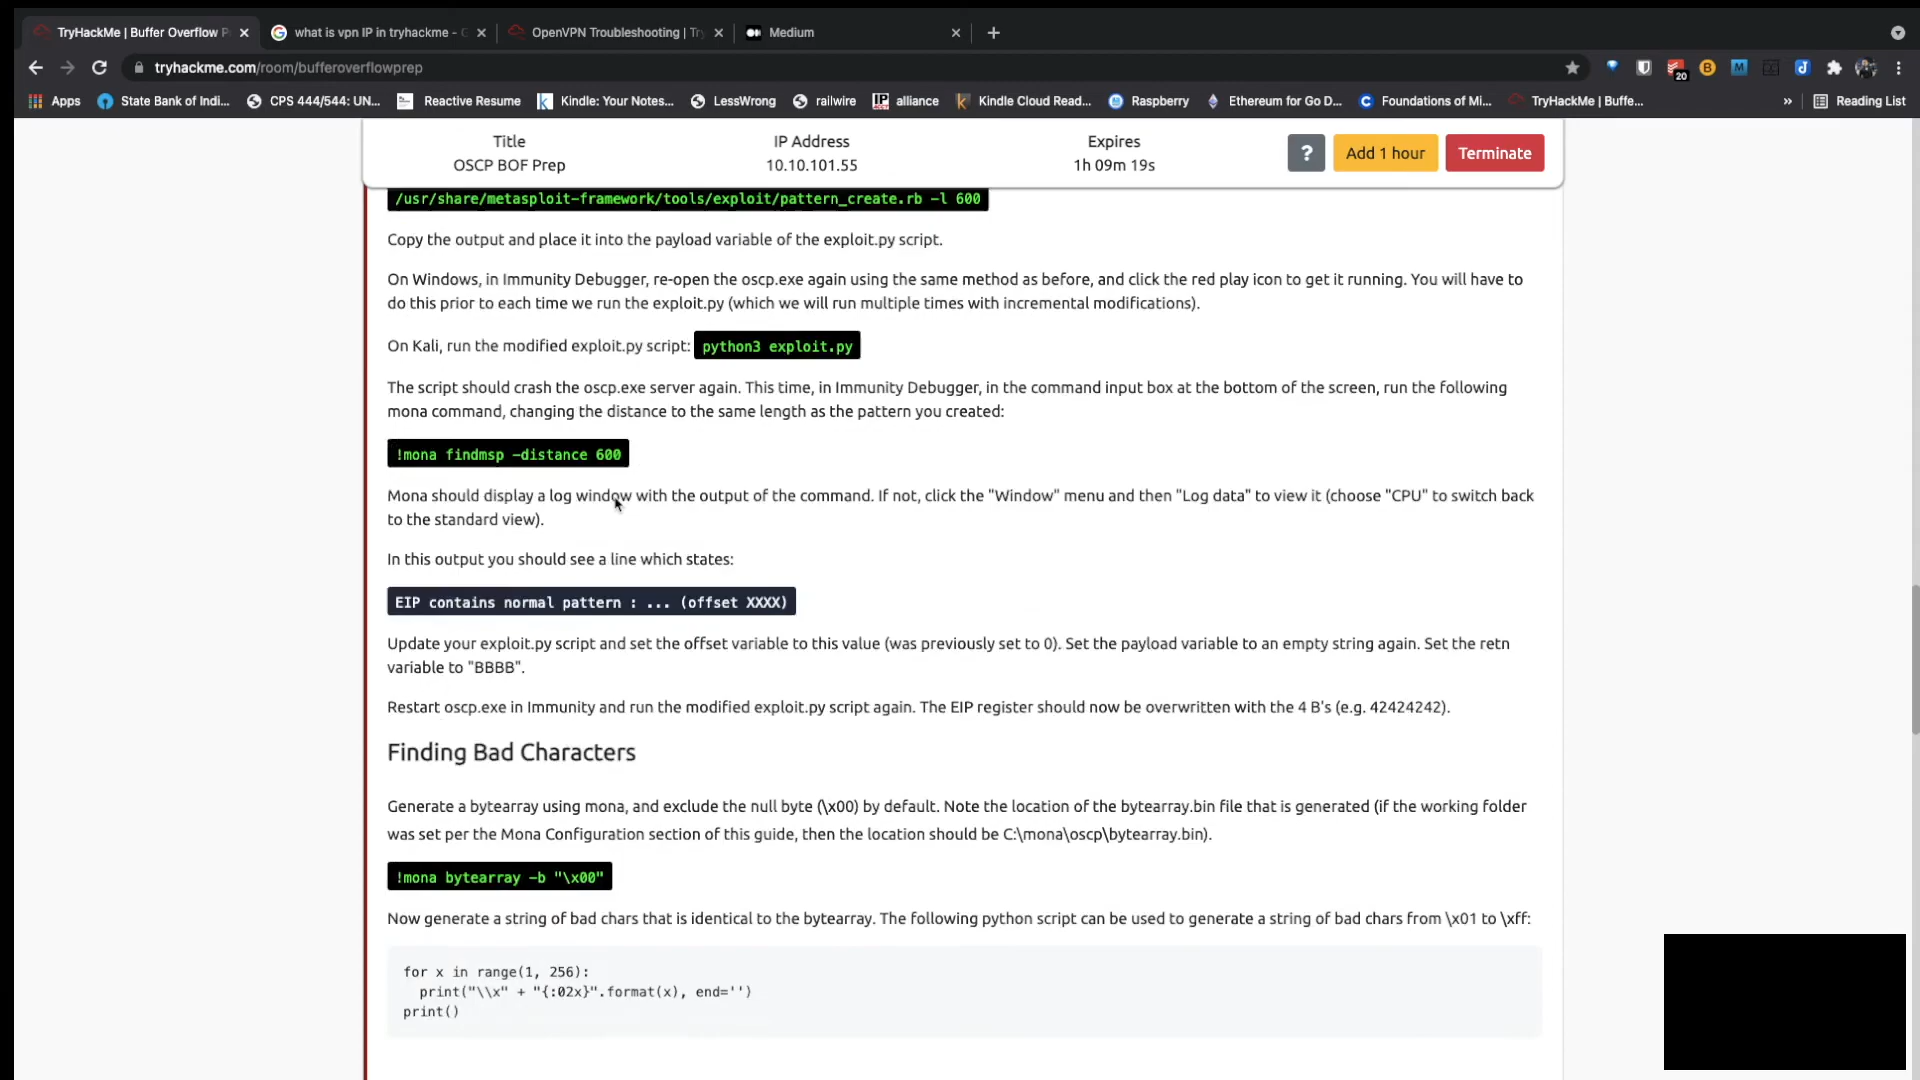 TryHackMe | Buffer Overflow P
what is vpn IP in tryhackme - G
OpenVPN Troubleshooting | Try
Medium
tryhackme.com/room/bufferoverflowprep
20
Apps
State Bank of Indi...
CPS 444/544: UN...
Reactive Resume
Kindle: Your Notes...
LessWrong
railwire
alliance
Kindle Cloud Read...
Raspberry
Ethereum for Go D...
Foundations of Mi...
TryHackMe | Buffe...
»
Reading List
Title
IP Address
Expires
OSCP BOF Prep
10.10.101.55
1h 09m 19s
?
Add 1 hour
Terminate
/usr/share/metasploit-framework/tools/exploit/pattern_create.rb -l 600
Copy the output and place it into the payload variable of the exploit.py script.
On Windows, in Immunity Debugger, re-open the oscp.exe again using the same method as before, and click the red play icon to get it running. You will have to
do this prior to each time we run the exploit.py (which we will run multiple times with incremental modifications).
On Kali, run the modified exploit.py script: python3 exploit.py
The script should crash the oscp.exe server again. This time, in Immunity Debugger, in the command input box at the bottom of the screen, run the following
mona command, changing the distance to the same length as the pattern you created:
!mona findmsp -distance 600
Mona should display a log window with the output of the command. If not, click the "Window" menu and then "Log data" to view it (choose "CPU" to switch back
to the standard view).
In this output you should see a line which states:
EIP contains normal pattern : ... (offset XXXX)
Update your exploit.py script and set the offset variable to this value (was previously set to 0). Set the payload variable to an empty string again. Set the retn
variable to "BBBB".
Restart oscp.exe in Immunity and run the modified exploit.py script again. The EIP register should now be overwritten with the 4 B's (e.g. 42424242).
Finding Bad Characters
Generate a bytearray using mona, and exclude the null byte (\x00) by default. Note the location of the bytearray.bin file that is generated (if the working folder
was set per the Mona Configuration section of this guide, then the location should be C:\mona\oscp\bytearray.bin).
!mona bytearray -b "\x00"
Now generate a string of bad chars that is identical to the bytearray. The following python script can be used to generate a string of bad chars from \x01 to \xff:
for x in range(1, 256):
  print("\\x" + "{:02x}".format(x), end='')
print()